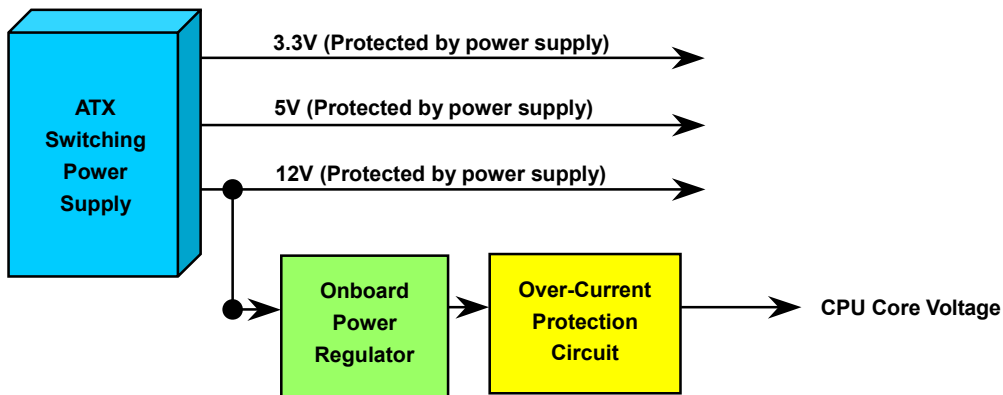 3.3V (Protected by power supply)
ATX
Switching
Power
Supply
5V (Protected by power supply)
12V (Protected by power supply)
Onboard
Power
Regulator
Over-Current
Protection
Circuit
CPU Core Voltage